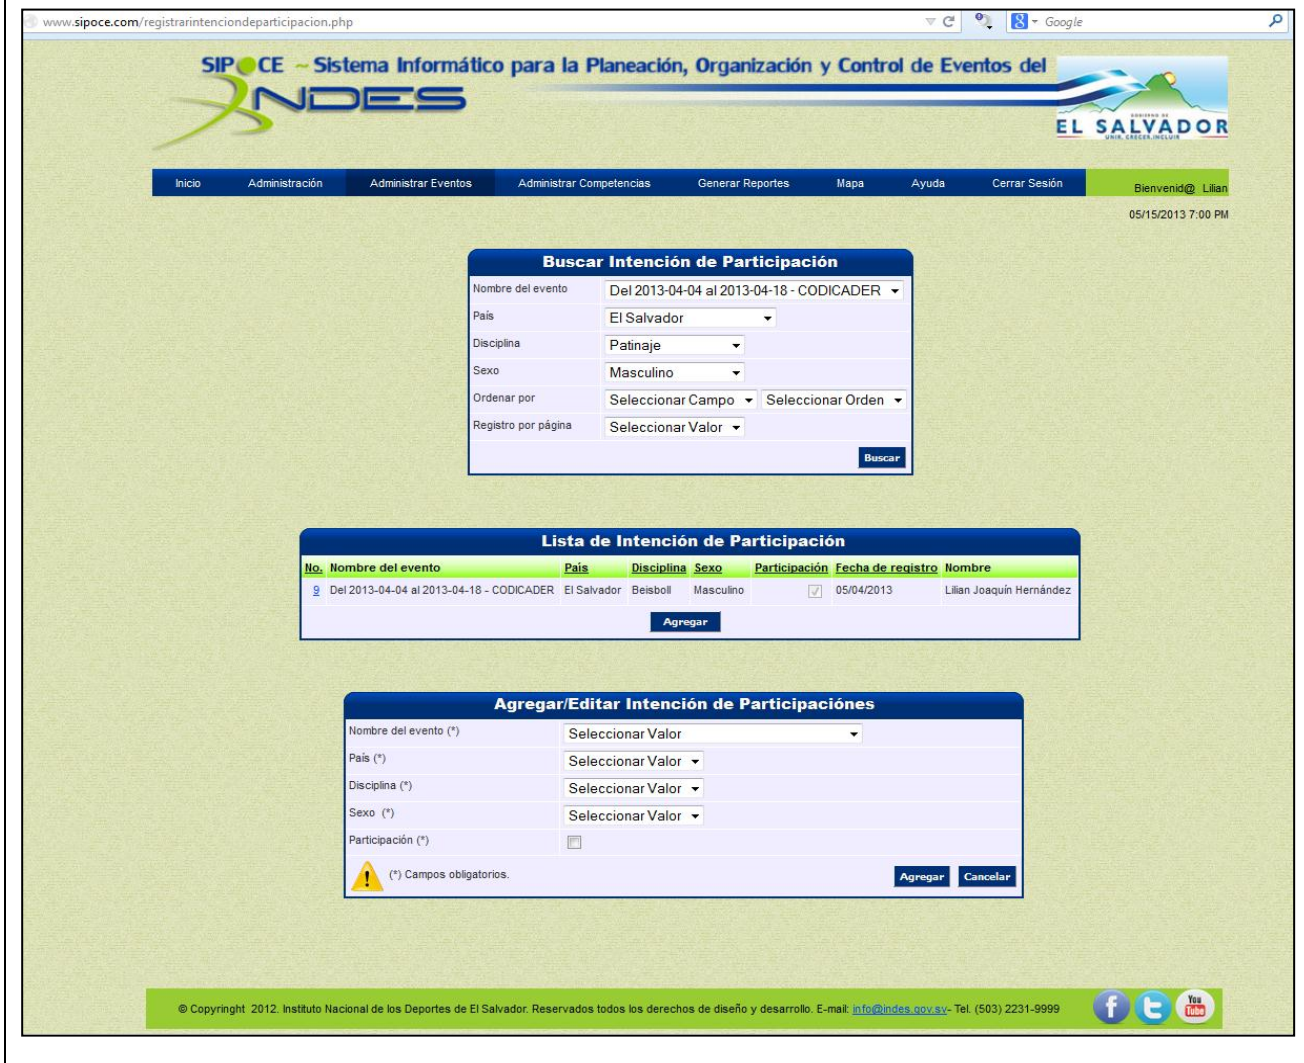 www.sipoce.com/registrarintenciondeparticipacion.php
Google
SIPOCE ~ Sistema Informático para la Planeación, Organización y Control de Eventos del
INDES
GOBIERNO DE
EL SALVADOR
UNIR, CRECER, INCLUIR
Inicio Administración Administrar Eventos Administrar Competencias Generar Reportes Mapa Ayuda Cerrar Sesión Bienvenid@ Lilian
05/15/2013 7:00 PM
Buscar Intención de Participación
Nombre del evento Del 2013-04-04 al 2013-04-18 - CODICADER
País El Salvador
Disciplina Patinaje
Sexo Masculino
Ordenar por Seleccionar Campo Seleccionar Orden
Registro por página Seleccionar Valor
Buscar
Lista de Intención de Participación
No. Nombre del evento País Disciplina Sexo Participación Fecha de registro Nombre
9 Del 2013-04-04 al 2013-04-18 - CODICADER El Salvador Beisboll Masculino 05/04/2013 Lilian Joaquín Hernández
Agregar
Agregar/Editar Intención de Participaciónes
Nombre del evento (*) Seleccionar Valor
País (*) Seleccionar Valor
Disciplina (*) Seleccionar Valor
Sexo (*) Seleccionar Valor
Participación (*)
(*) Campos obligatorios. Agregar Cancelar
© Copyringht 2012. Instituto Nacional de los Deportes de El Salvador. Reservados todos los derechos de diseño y desarrollo. E-mail: info@indes.gov.sv- Tel. (503) 2231-9999
You Tube